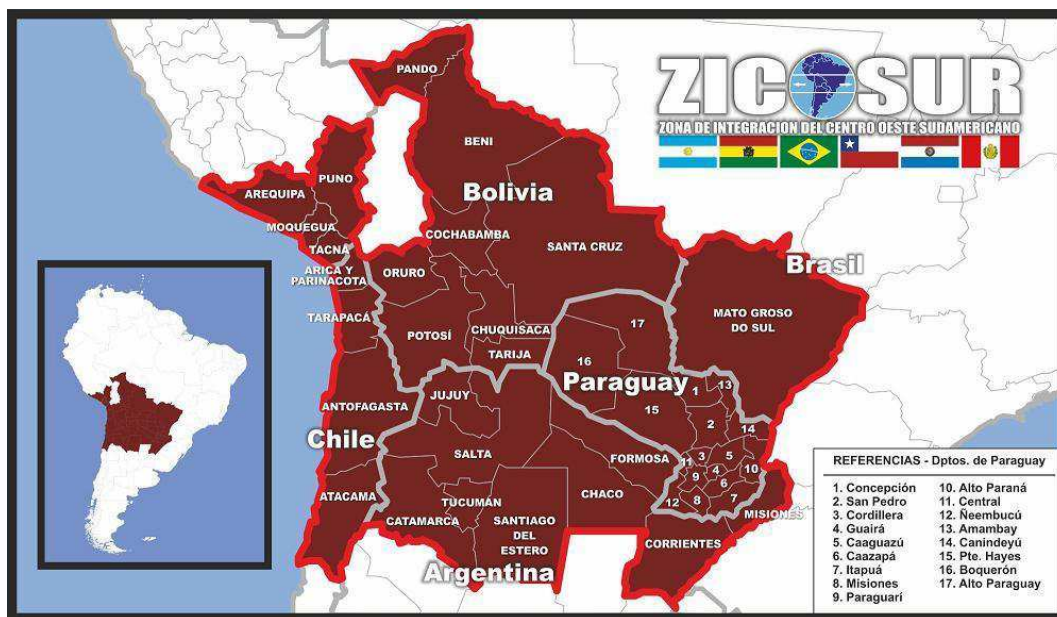 ZICOSUR
ZONA DE INTEGRACION DEL CENTRO OESTE SUDAMERICANO
PANDO
BENI
PUNO
Bolivia
AREQUIPA
MOQUEGUA
COCHABAMBA
TACNA
SANTA CRUZ
ARICA Y
PARINACOTA
ORURO
Brasil
TARAPACÁ
MATO GROSO
DO SUL
POTOSÍ
CHUQUISACA
17
TARIJA
16
Paraguay
JUJUY
1
13
ANTOFAGASTA
15
2
14
Chile
SALTA
FORMOSA
3
5
11
4
10
9
6
ATACAMA
TUCUMÁN
CHACO
12
8
7
MISIONES
CATAMARCA
SANTIAGO
DEL
ESTERO
CORRIENTES
Argentina
REFERENCIAS - Dptos. de Paraguay
1. Concepción
2. San Pedro
3. Cordillera
4. Guairá
5. Caaguazú
6. Caazapá
7. Itapuá
8. Misiones
9. Paraguarí
10. Alto Paraná
11. Central
12. Ñeembucú
13. Amambay
14. Canindeyú
15. Pte. Hayes
16. Boquerón
17. Alto Paraguay